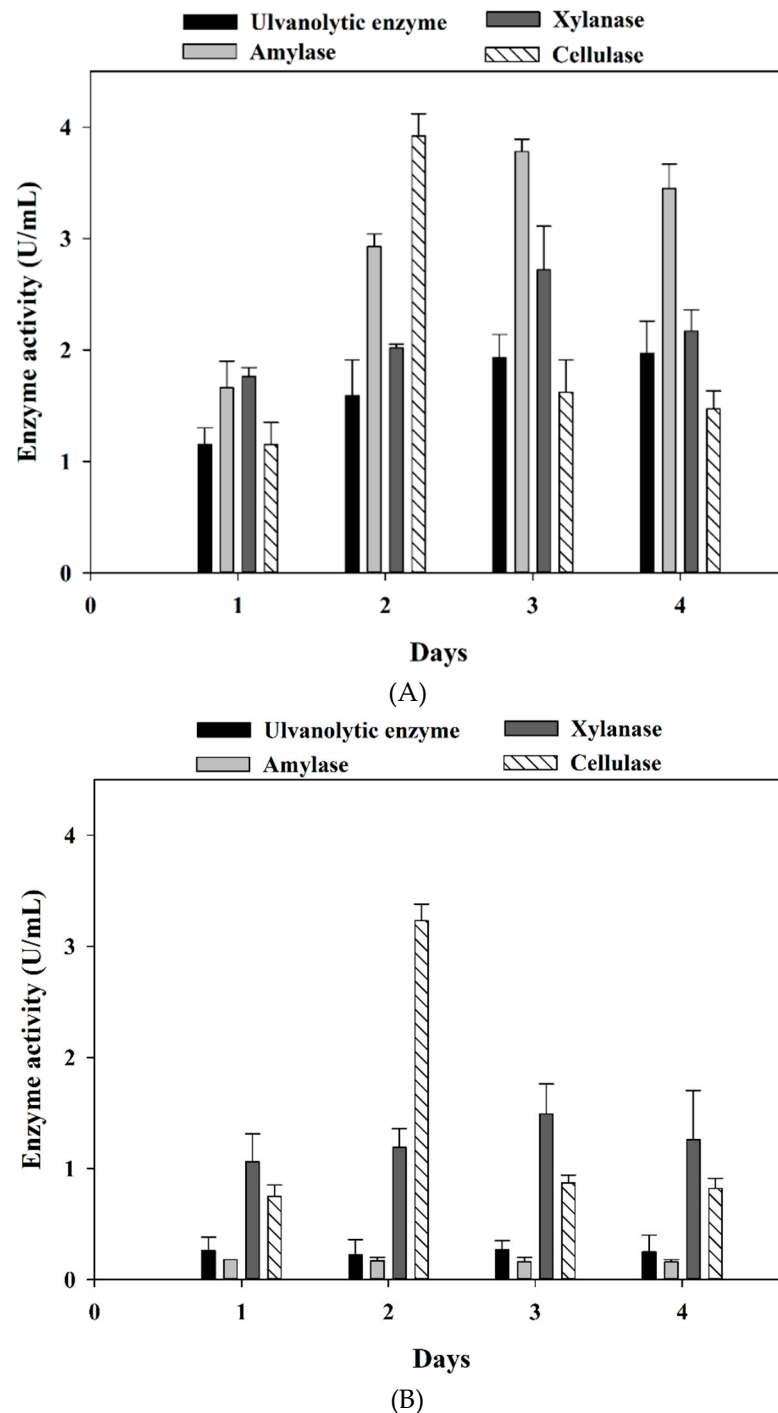 Ulvanolytic enzyme Xylanase
Amylase Cellulase
Enzyme activity (U/mL)
4
3
2
1
0
0 1 2 3 4
Days
(A)
Ulvanolytic enzyme Xylanase
Amylase Cellulase
Enzyme activity (U/mL)
4
3
2
1
0
0 1 2 3 4
Days
(B)